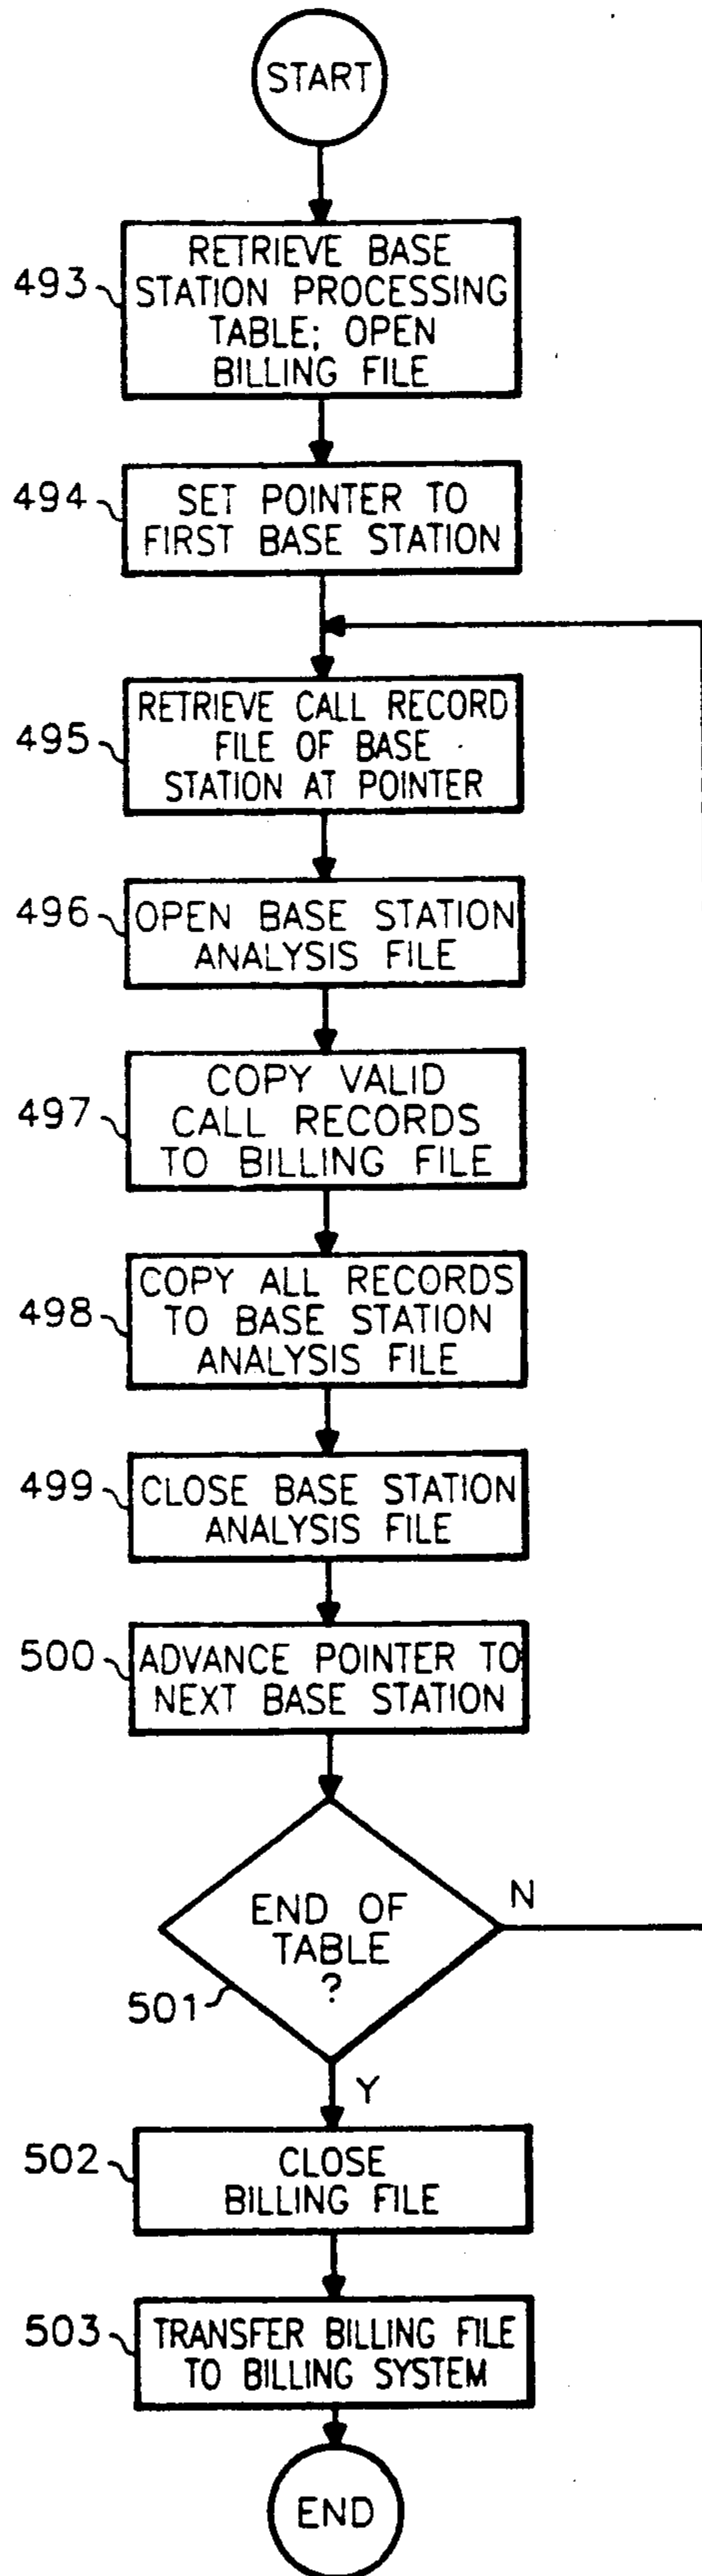 START
493
RETRIEVE BASE
STATION PROCESSING
TABLE; OPEN
BILLING FILE
494
SET POINTER TO
FIRST BASE STATION
495
RETRIEVE CALL RECORD
FILE OF BASE
STATION AT POINTER
496
OPEN BASE STATION
ANALYSIS FILE
497
COPY VALID
CALL RECORDS
TO BILLING FILE
498
COPY ALL RECORDS
TO BASE STATION
ANALYSIS FILE
499
CLOSE BASE STATION
ANALYSIS FILE
500
ADVANCE POINTER TO
NEXT BASE STATION
END OF
TABLE
?
N
501
Y
502
CLOSE
BILLING FILE
503
TRANSFER BILLING FILE
TO BILLING SYSTEM
END